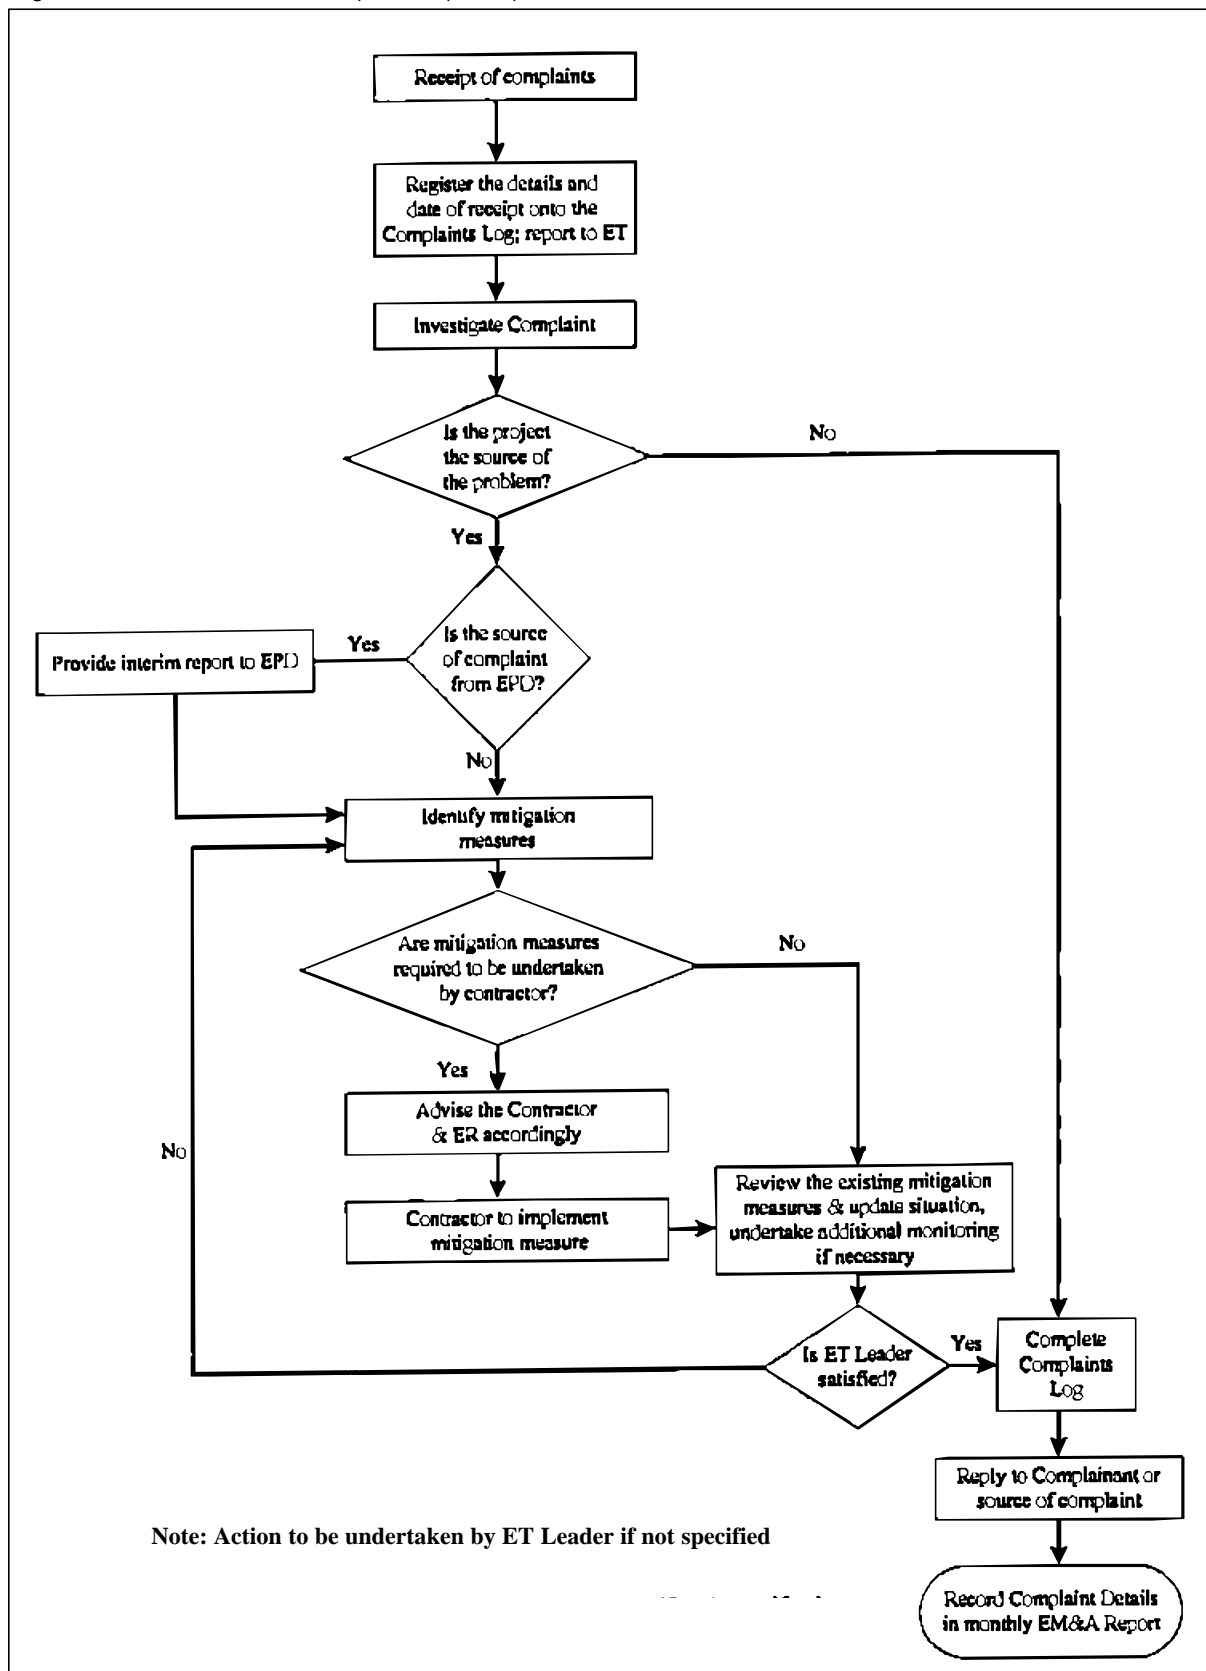 Receipt of complaints
Register the details and
date of receipt onto the
Complaints Log; report to ET
Investigate Complaint
Is the project
the source of
the problem?
No
Yes
Is the source
of complaint
from EPD?
Yes
Provide interim report to EPD
No
Identify mitigation
measures
Are mitigation measures
required to be undertaken
by contractor?
No
Yes
Advise the Contractor
& ER accordingly
No
Contractor to implement
mitigation measure
Review the existing mitigation
measures & update situation,
undertake additional monitoring
if necessary
Is ET Leader
satisfied?
Yes
Complete
Complaints
Log
Reply to Complainant or
source of complaint
Note: Action to be undertaken by ET Leader if not specified
Record Complaint Details
in monthly EM&A Report